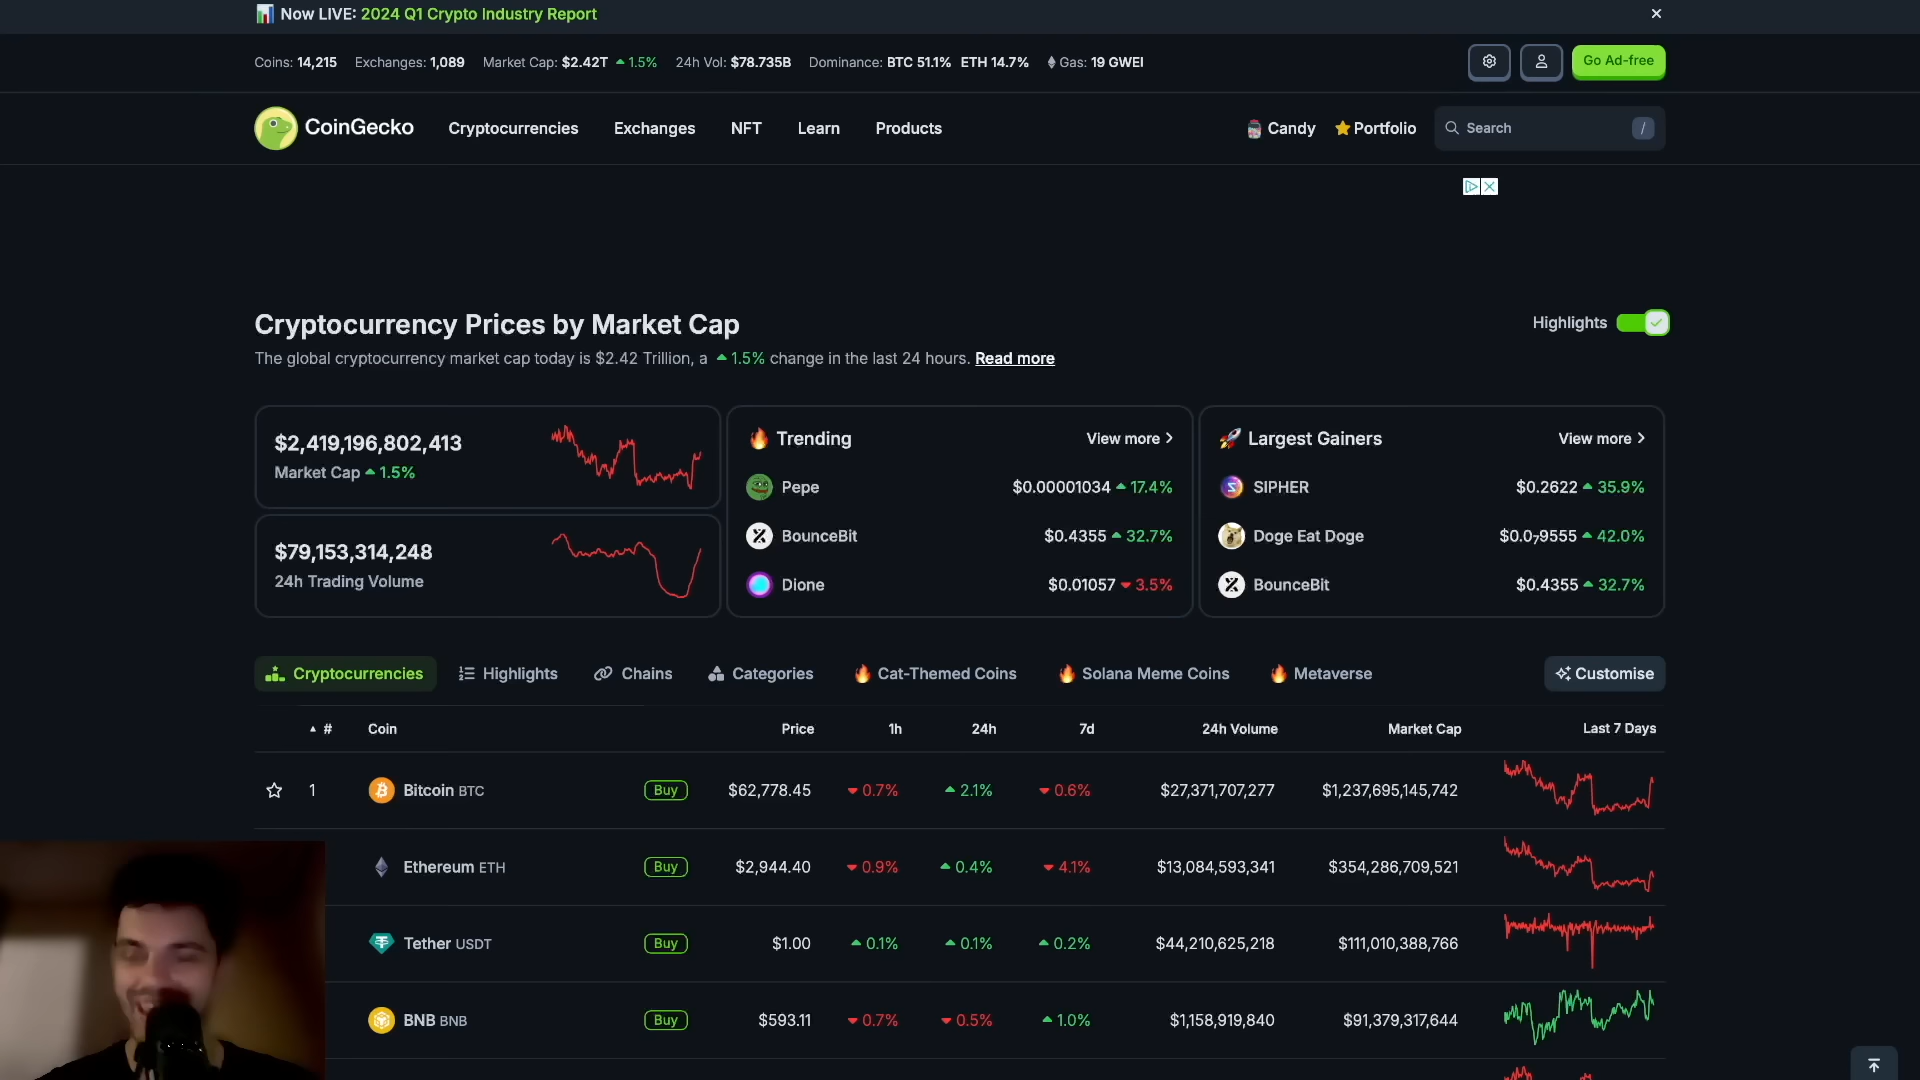 Now LIVE: 2024 Q1 Crypto Industry Report
Coins: 14,215 Exchanges: 1,089 Market Cap: $2.42T 1.5% 24h Vol: $78.735B Dominance: BTC 51.1% ETH 14.7% Gas: 19 GWEI
Go Ad-free
CoinGecko Cryptocurrencies Exchanges NFT Learn Products Candy Portfolio Search /
Cryptocurrency Prices by Market Cap
Highlights
The global cryptocurrency market cap today is $2.42 Trillion, a 1.5% change in the last 24 hours. Read more
$2,419,196,802,413
Market Cap 1.5%
$79,153,314,248
24h Trading Volume
Trending View more
Pepe $0.00001034 17.4%
BounceBit $0.4355 32.7%
Dione $0.01057 3.5%
Largest Gainers View more
SIPHER $0.2622 35.9%
Doge Eat Doge $0.0₇9555 42.0%
BounceBit $0.4355 32.7%
Cryptocurrencies Highlights Chains Categories Cat-Themed Coins Solana Meme Coins Metaverse Customise
# Coin Price 1h 24h 7d 24h Volume Market Cap Last 7 Days
1 Bitcoin BTC Buy $62,778.45 0.7% 2.1% 0.6% $27,371,707,277 $1,237,695,145,742
Ethereum ETH Buy $2,944.40 0.9% 0.4% 4.1% $13,084,593,341 $354,286,709,521
Tether USDT Buy $1.00 0.1% 0.1% 0.2% $44,210,625,218 $111,010,388,766
BNB BNB Buy $593.11 0.7% 0.5% 1.0% $1,158,919,840 $91,379,317,644